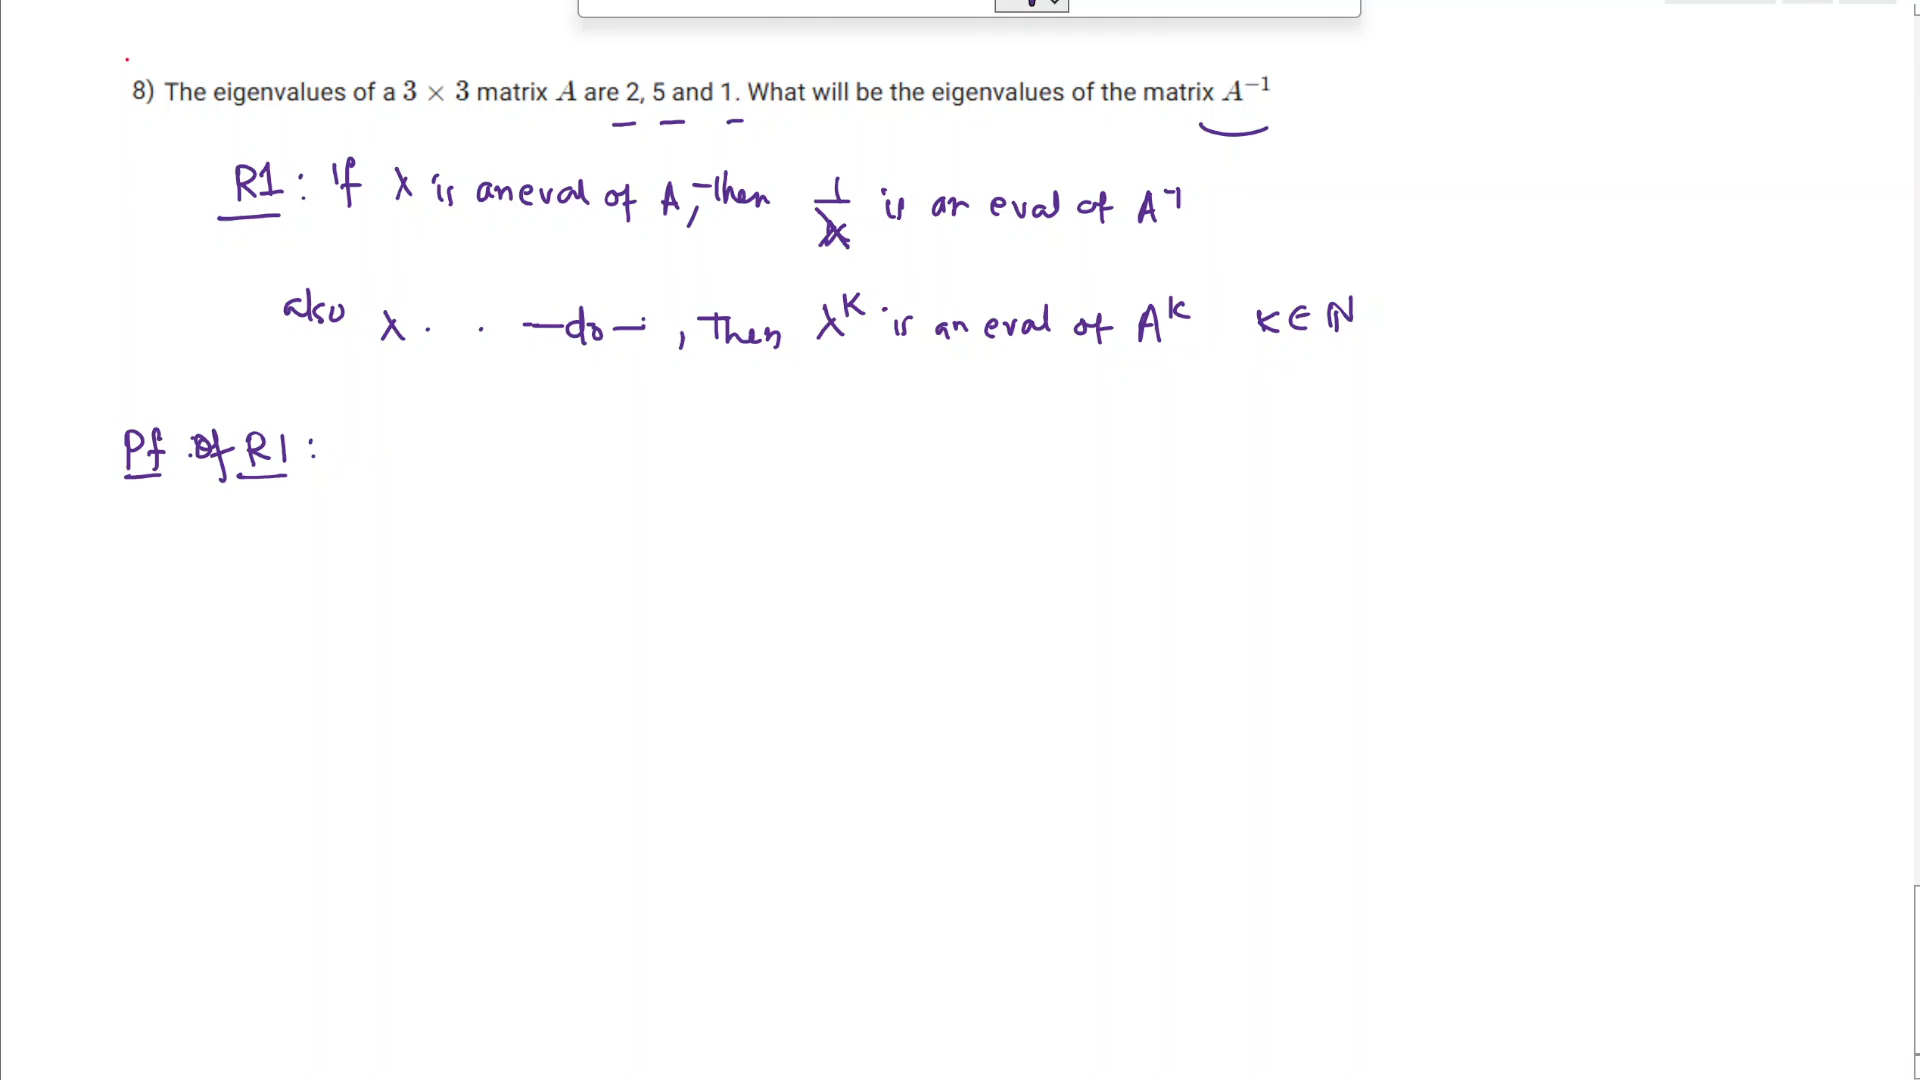 8) The eigenvalues of a 3 × 3 matrix A are 2, 5 and 1. What will be the eigenvalues of the matrix A⁻¹
R1 : If λ is an eval of A, then 1/λ is an eval of A⁻¹
also λ . . —do— , Then λᴷ is an eval of Aᴷ K ∈ ℕ
Pf of R1 :